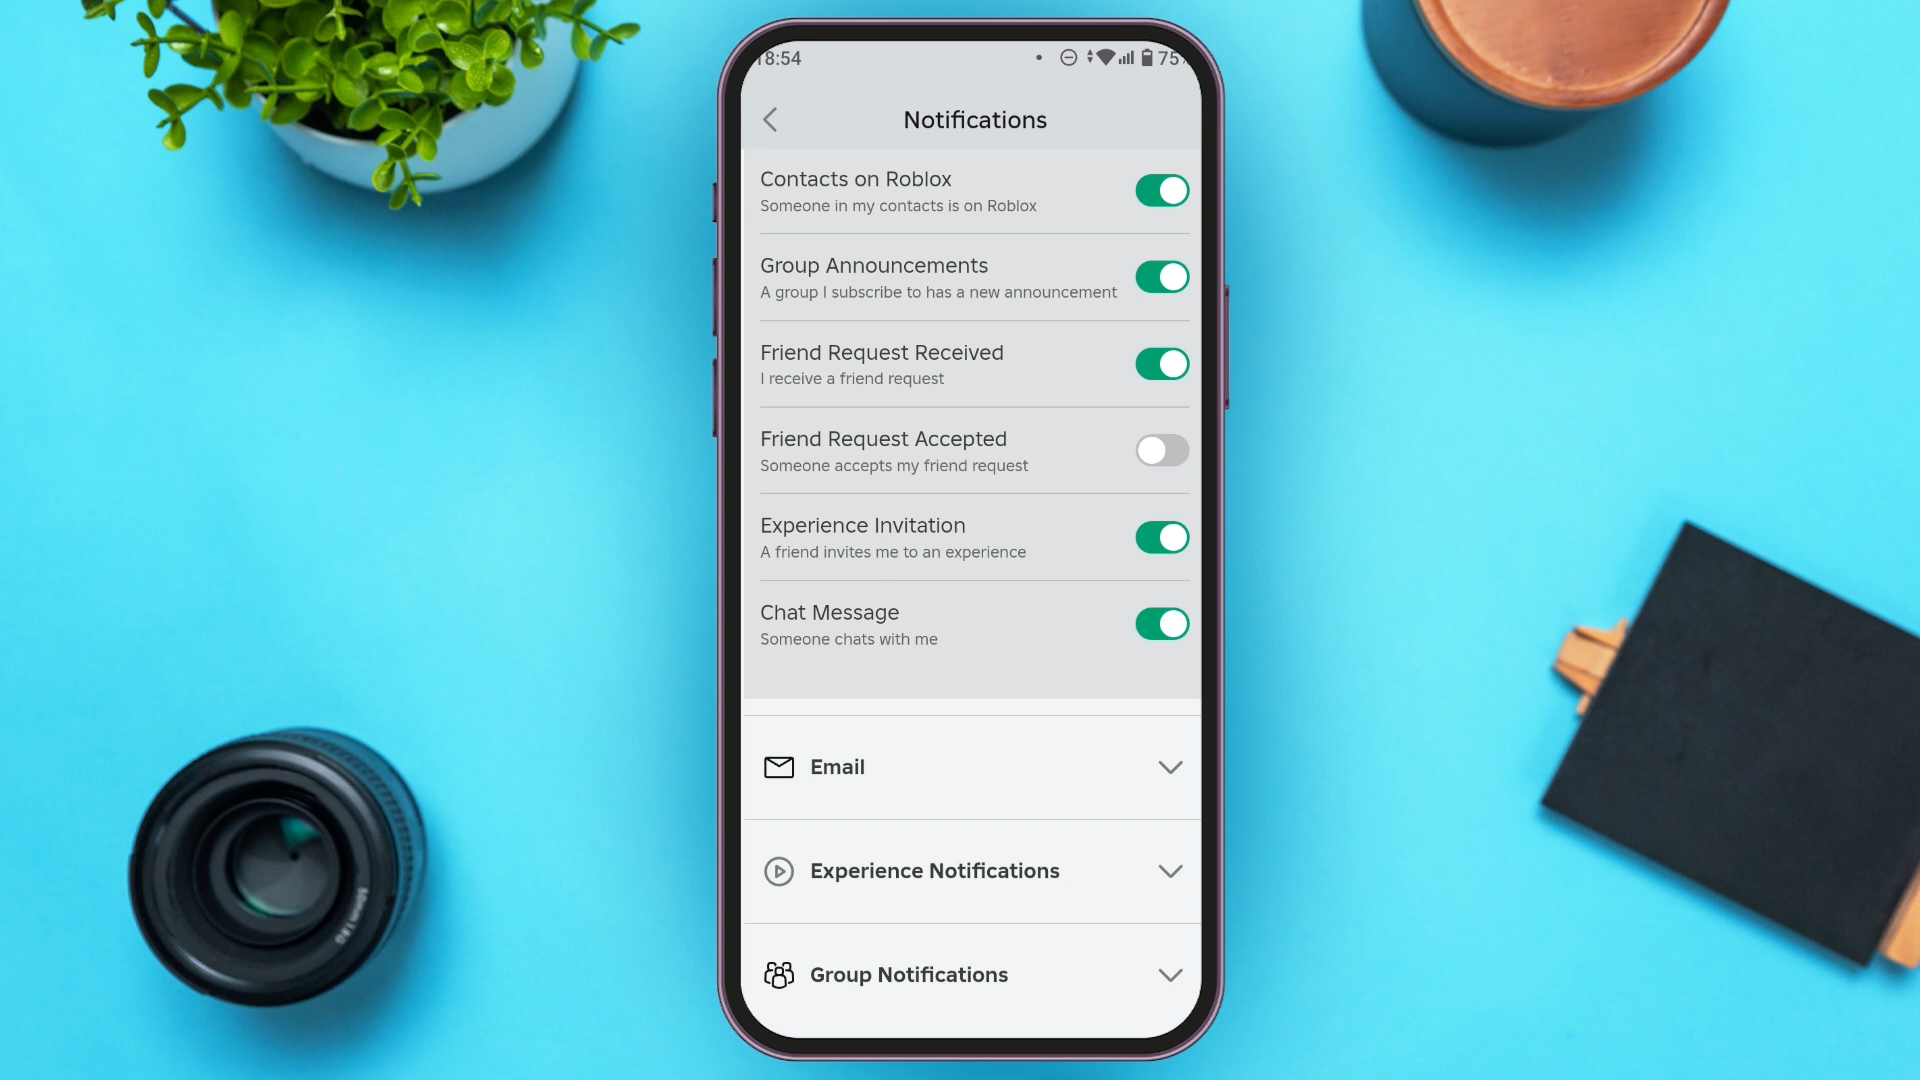 18:54
75%
Notifications
Contacts on Roblox
Someone in my contacts is on Roblox
Group Announcements
A group I subscribe to has a new announcement
Friend Request Received
I receive a friend request
Friend Request Accepted
Someone accepts my friend request
Experience Invitation
A friend invites me to an experience
Chat Message
Someone chats with me
Email
Experience Notifications
Group Notifications